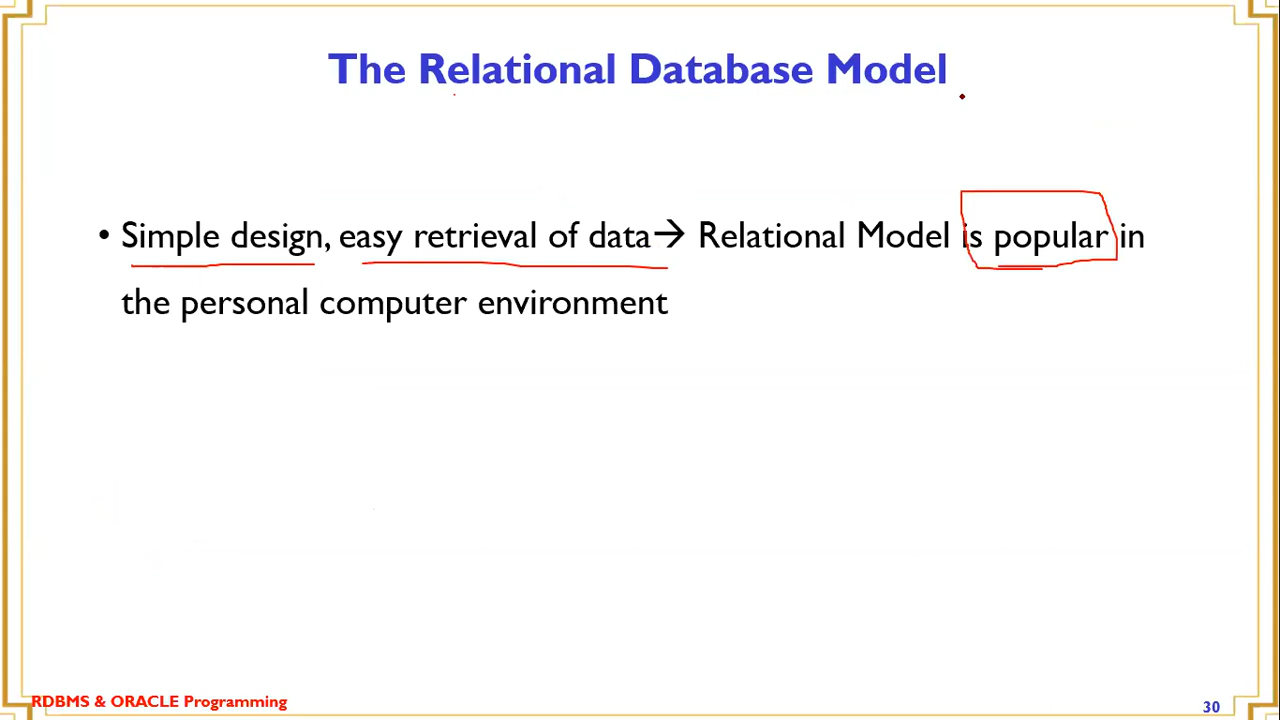 The Relational Database Model
• Simple design, easy retrieval of data→ Relational Model is popular in
the personal computer environment
RDBMS & ORACLE Programming
30